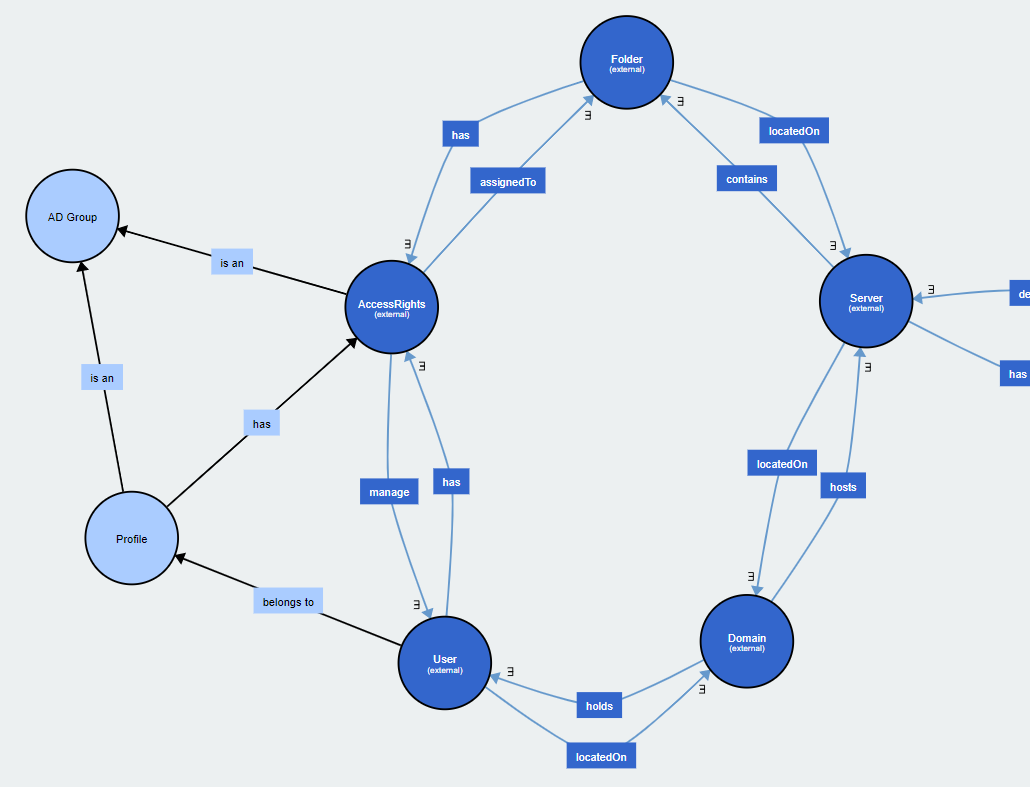 Folder
(external)
has
∃
∃
locatedOn
assignedTo
contains
AD Group
is an
∃
∃
AccessRights
(external)
Server
(external)
∃
de
is an
has
∃
∃
has
manage
has
locatedOn
hosts
Profile
belongs to
∃
∃
User
(external)
Domain
(external)
∃
∃
holds
locatedOn